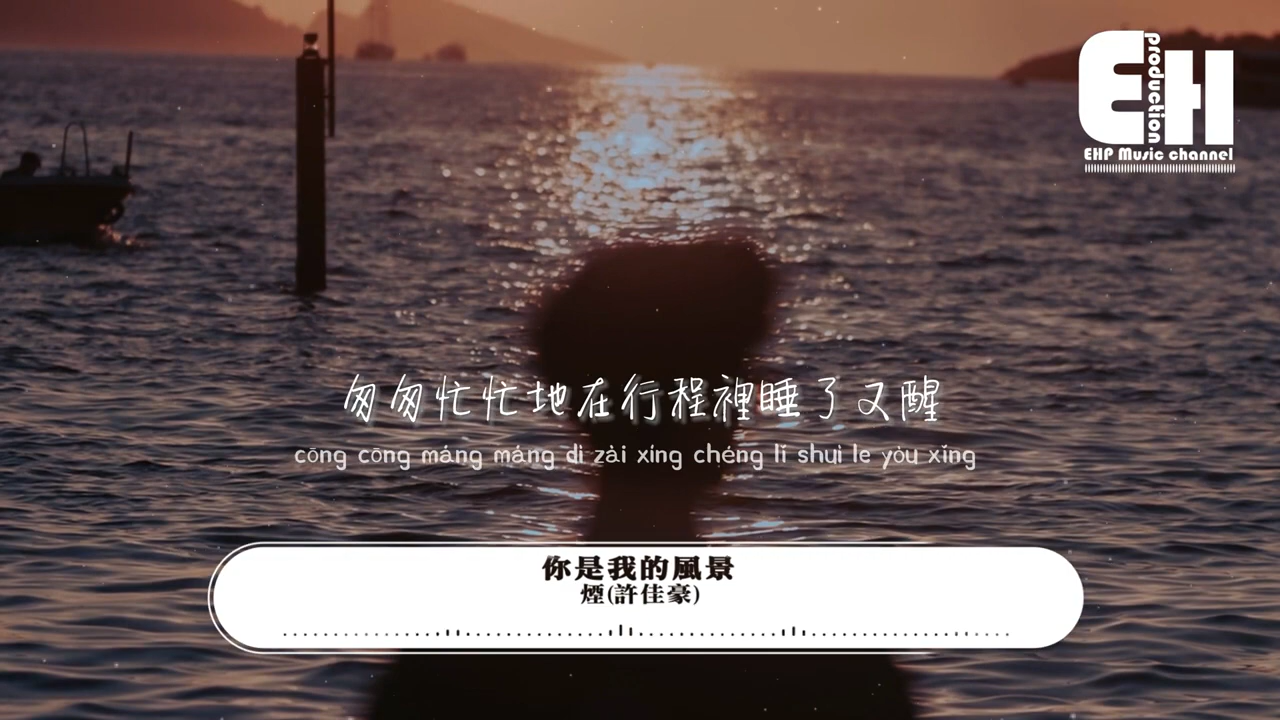 EH
production
EHP Music channel
匆匆忙忙地在行程裡睡了又醒
cōng cōng máng máng dì zài xíng chéng lǐ shuì le yòu xǐng
你是我的風景
煙(許佳豪)